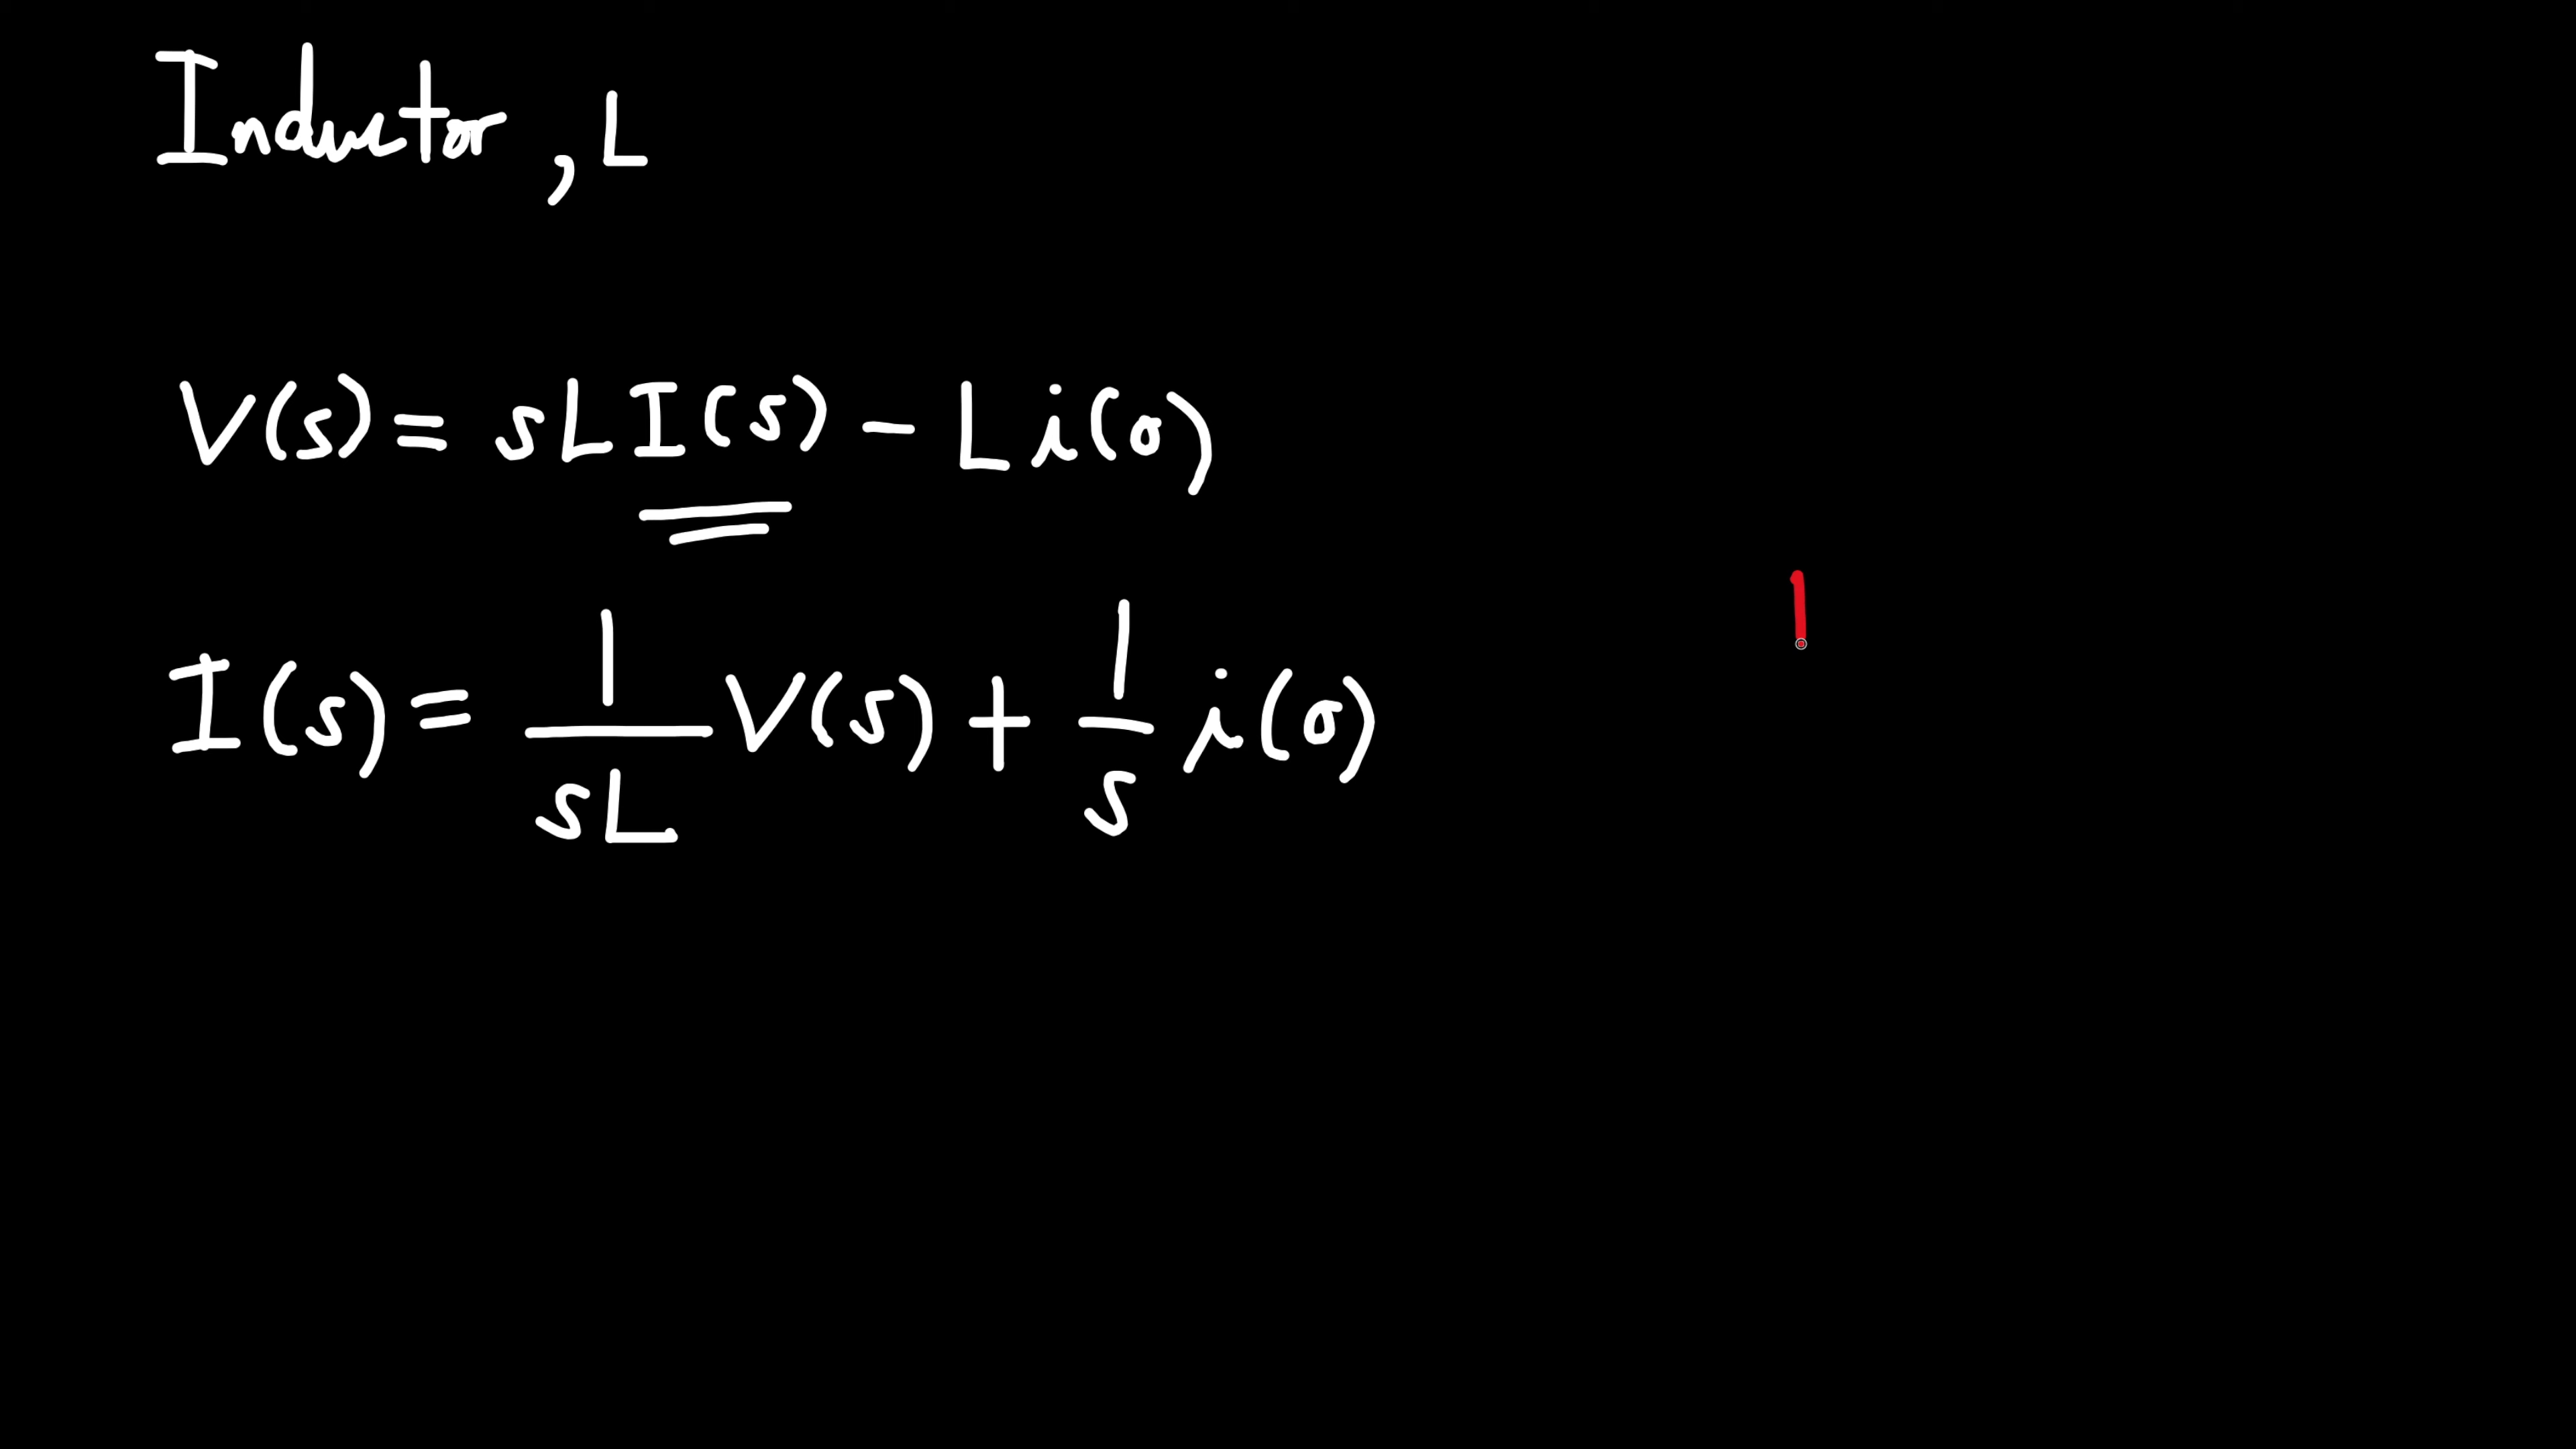 Inductor, L
V(s) = sLI(s) - Li(0)
I(s) = 1/sL V(s) + 1/s i(0)